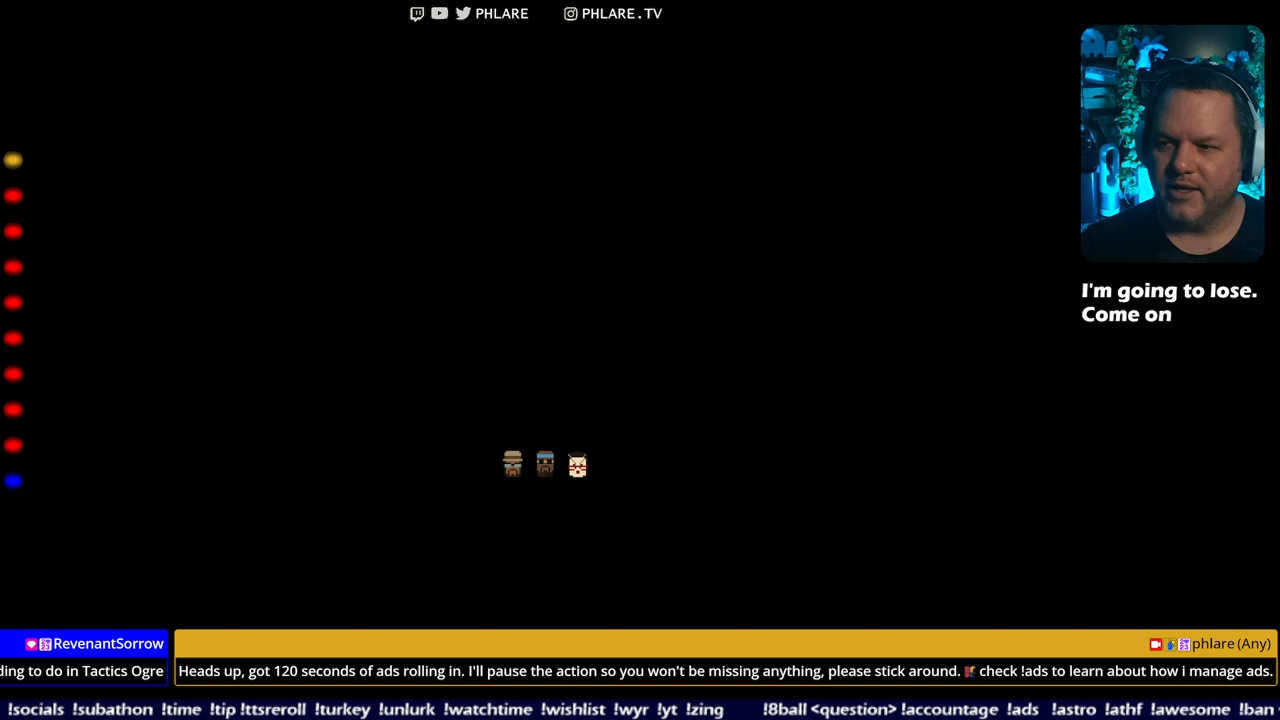 PHLARE PHLARE.TV
I'm going to lose.
Come on
RevenantSorrow
phlare (Any)
ding to do in Tactics Ogre
Heads up, got 120 seconds of ads rolling in. I'll pause the action so you won't be missing anything, please stick around. check !ads to learn about how i manage ads.
!socials !subathon !time !tip !ttsreroll !turkey !unlurk !watchtime !wishlist !wyr !yt !zing !8ball <question> !accountage !ads !astro !athf !awesome !ban